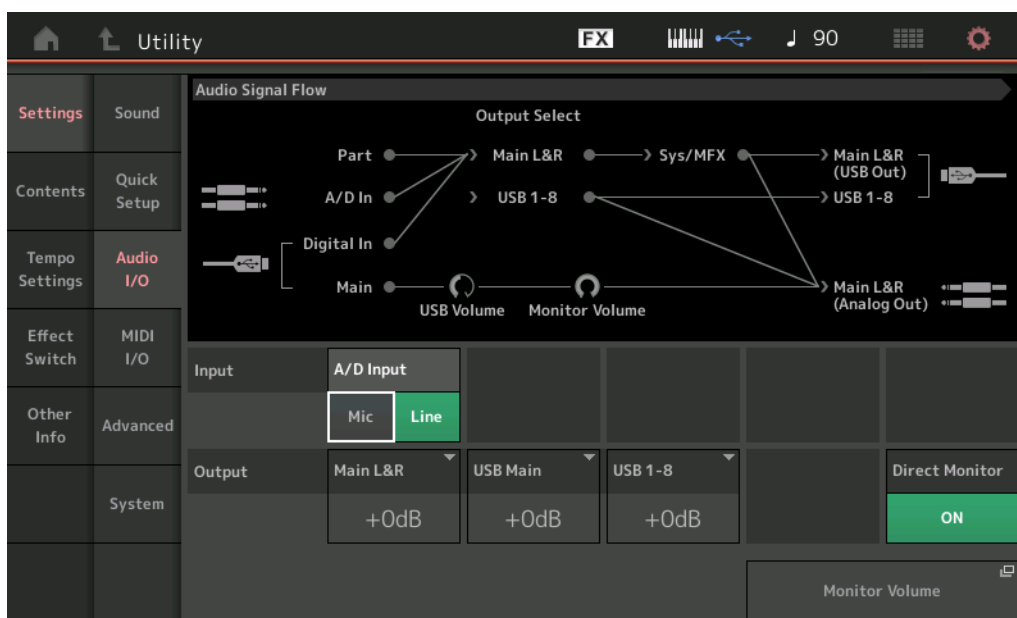 Utility
FX
90
Settings
Contents
Tempo
Settings
Effect
Switch
Other
Info
Sound
Quick
Setup
Audio
I/O
MIDI
I/O
Advanced
System
Audio Signal Flow
Output Select
Part
Main L&R
Sys/MFX
Main L&R
(USB Out)
A/D In
USB 1-8
USB 1-8
Digital In
Main
USB Volume
Monitor Volume
Main L&R
(Analog Out)
Input
A/D Input
Mic
Line
Output
Main L&R
USB Main
USB 1-8
Direct Monitor
+0dB
+0dB
+0dB
ON
Monitor Volume